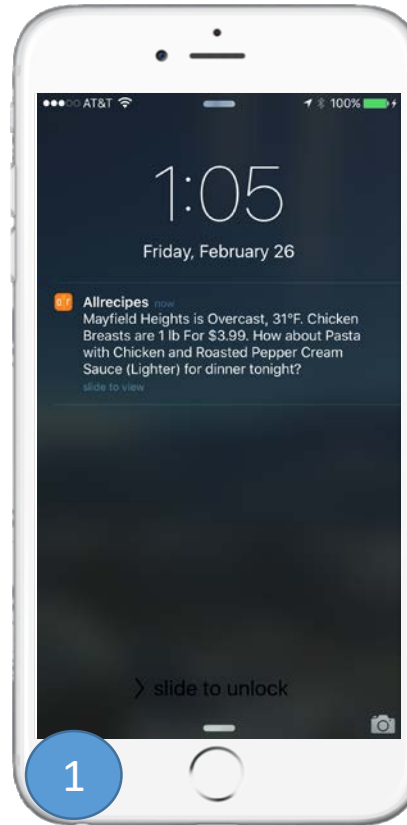 AT&T 100%
1:05
Friday, February 26
Allrecipes now
Mayfield Heights is Overcast, 31°F. Chicken
Breasts are 1 lb For $3.99. How about Pasta
with Chicken and Roasted Pepper Cream
Sauce (Lighter) for dinner tonight?
slide to view
> slide to unlock
1